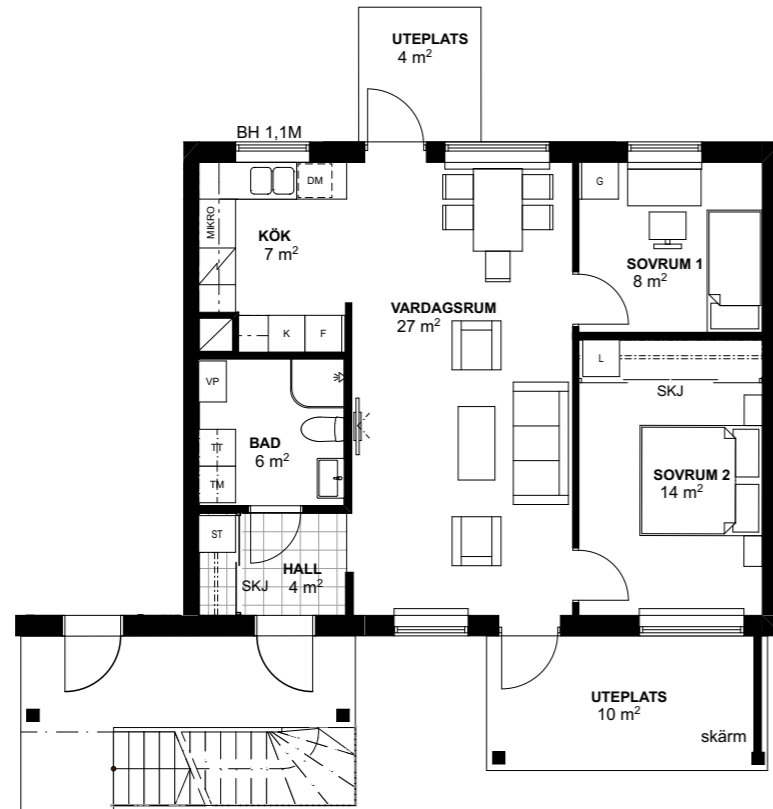 UTEPLATS
4 m²
BH 1,1M
DM
G
MIKRO
KÖK
7 m²
SOVRUM 1
8 m²
VARDAGSRUM
27 m²
K
F
L
VP
SKJ
BAD
6 m²
TT
TM
SOVRUM 2
14 m²
ST
HALL
4 m²
SKJ
UTEPLATS
10 m²
skärm